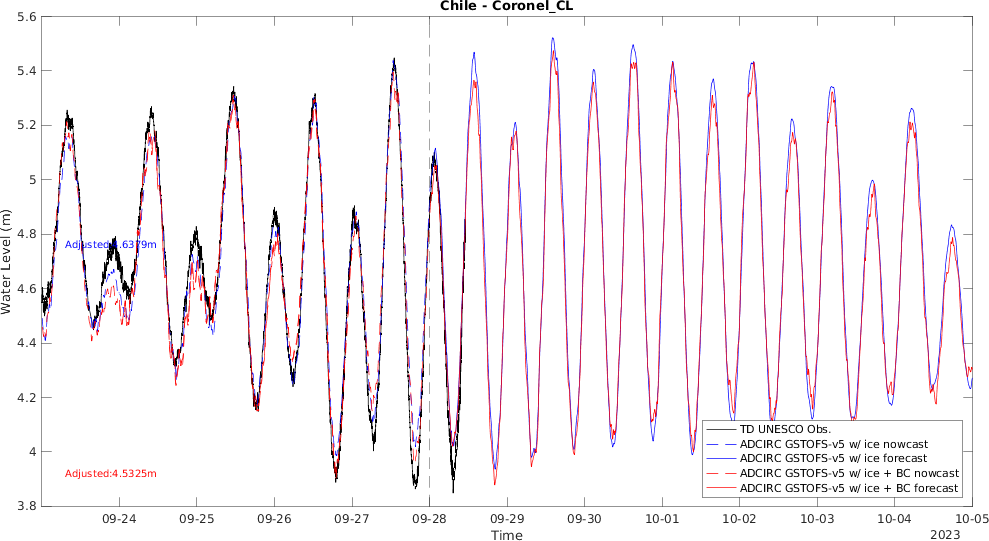 Chile - Coronel_CL
Water Level (m)
5.6
5.4
5.2
5
4.8
4.6
4.4
4.2
4
3.8
Adjusted:4.6379m
Adjusted:4.5325m
TD UNESCO Obs.
ADCIRC GSTOFS-v5 w/ ice nowcast
ADCIRC GSTOFS-v5 w/ ice forecast
ADCIRC GSTOFS-v5 w/ ice + BC nowcast
ADCIRC GSTOFS-v5 w/ ice + BC forecast
09-24 09-25 09-26 09-27 09-28 09-29 09-30 10-01 10-02 10-03 10-04 10-05
Time
2023